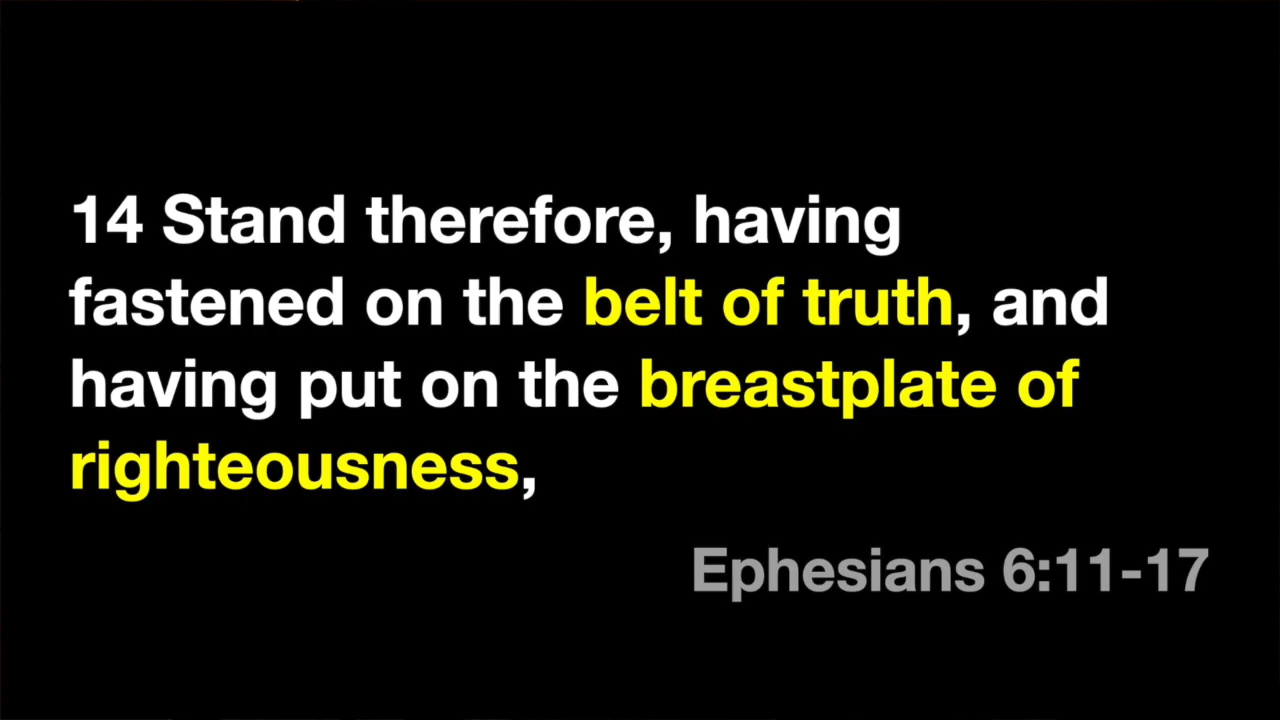 14 Stand therefore, having
fastened on the belt of truth, and
having put on the breastplate of
righteousness,
Ephesians 6:11-17